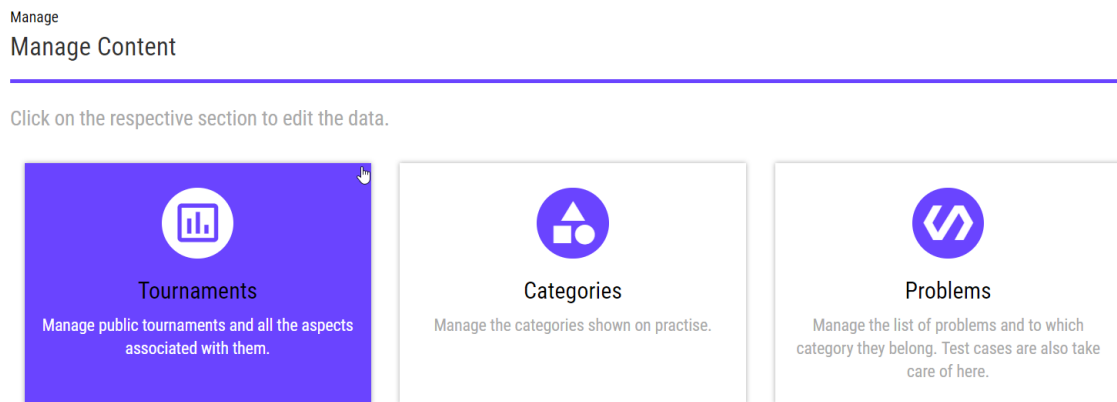 Manage
Manage Content
Click on the respective section to edit the data.
Tournaments
Manage public tournaments and all the aspects
associated with them.
Categories
Manage the categories shown on practise.
Problems
Manage the list of problems and to which
category they belong. Test cases are also take
care of here.